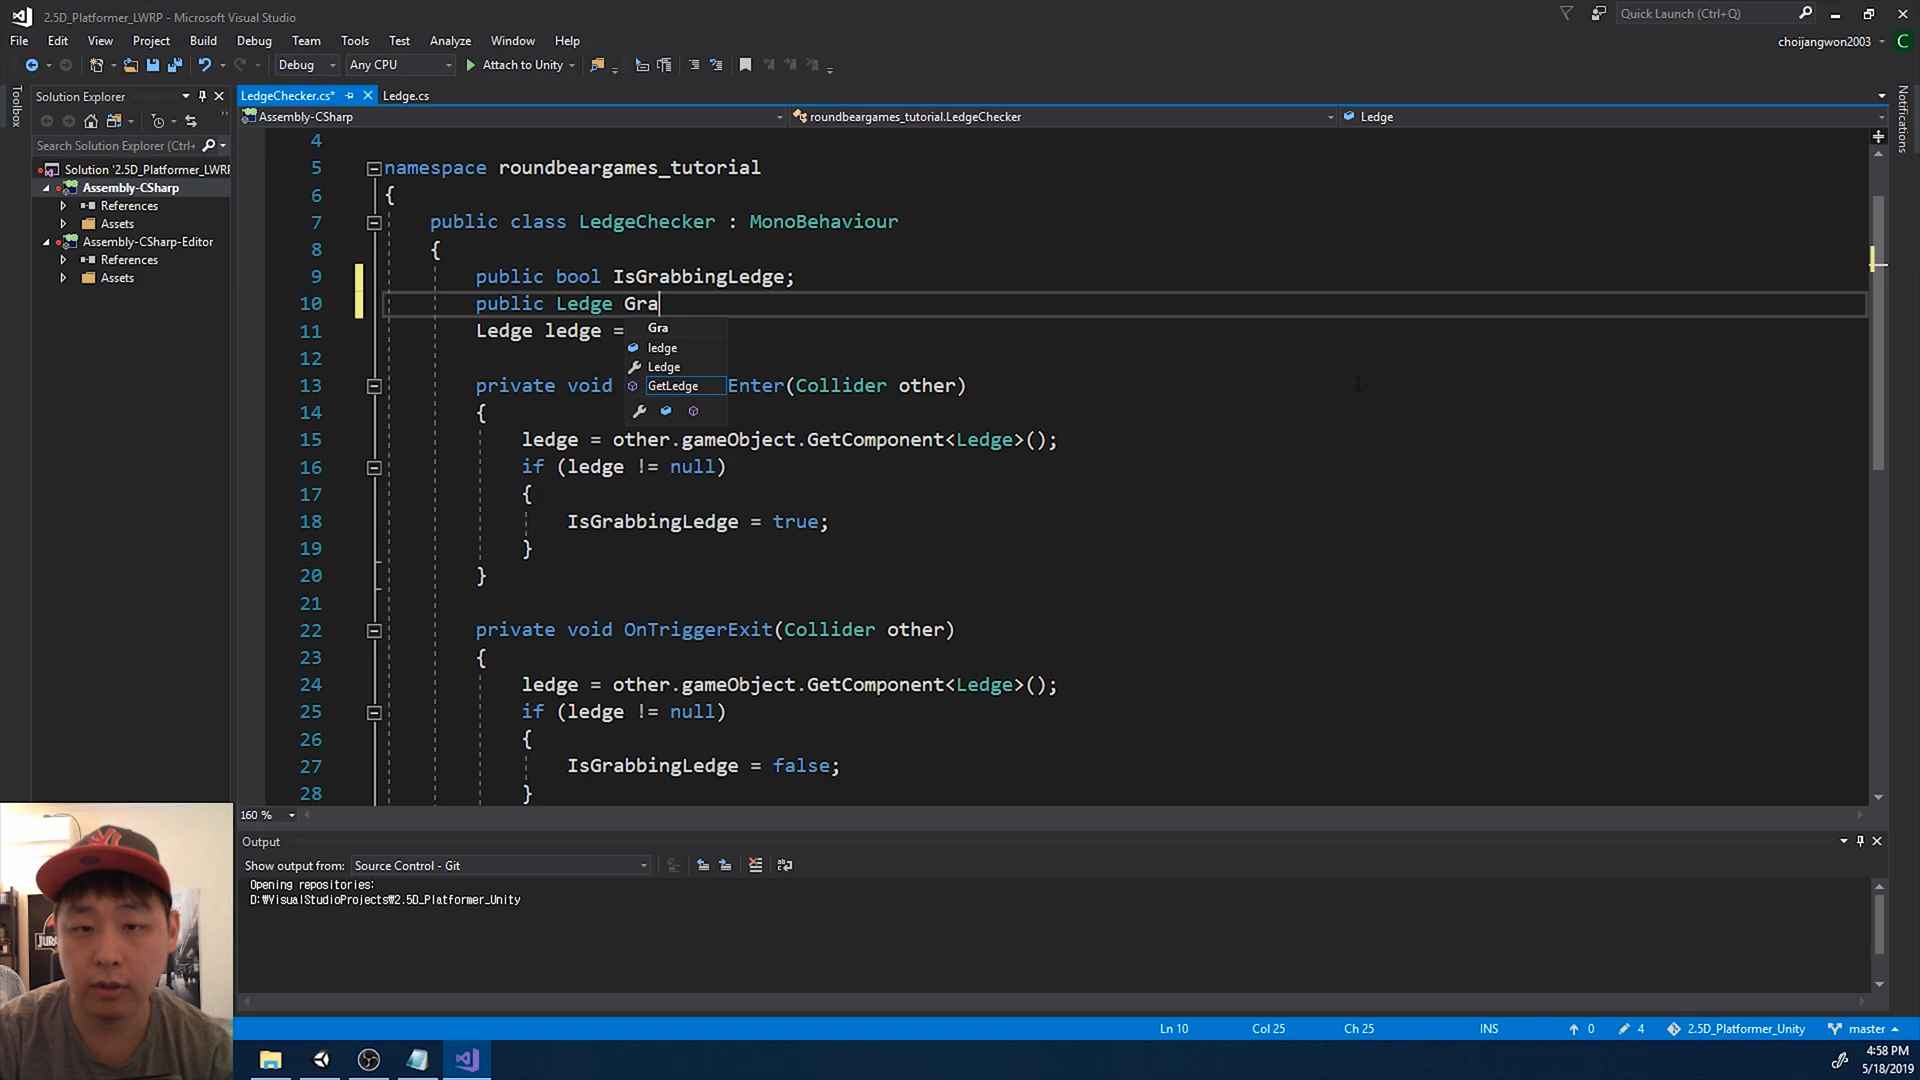 2.5D_Platformer_LWRP - Microsoft Visual Studio
Quick Launch (Ctrl+Q)
File Edit View Project Build Debug Team Tools Test Analyze Window Help
choijangwon2003 C
Debug Any CPU Attach to Unity
Toolbox
Solution Explorer
LedgeChecker.cs* Ledge.cs
Notifications
Assembly-CSharp roundbeargames_tutorial.LedgeChecker Ledge
Search Solution Explorer (Ctrl+
Solution '2.5D_Platformer_LWRP
Assembly-CSharp
References
Assets
Assembly-CSharp-Editor
References
Assets
4
5 namespace roundbeargames_tutorial
6 {
7 public class LedgeChecker : MonoBehaviour
8 {
9 public bool IsGrabbingLedge;
10 public Ledge Gra
11 Ledge ledge =
12
13 private void Enter(Collider other)
14 {
15 ledge = other.gameObject.GetComponent<Ledge>();
16 if (ledge != null)
17 {
18 IsGrabbingLedge = true;
19 }
20 }
21
22 private void OnTriggerExit(Collider other)
23 {
24 ledge = other.gameObject.GetComponent<Ledge>();
25 if (ledge != null)
26 {
27 IsGrabbingLedge = false;
28 }
Gra
ledge
Ledge
GetLedge
160 %
Output
Show output from: Source Control - Git
Opening repositories:
D:₩VisualStudioProjects₩2.5D_Platformer_Unity
Ln 10 Col 25 Ch 25 INS 0 4 2.5D_Platformer_Unity master
4:58 PM
5/18/2019